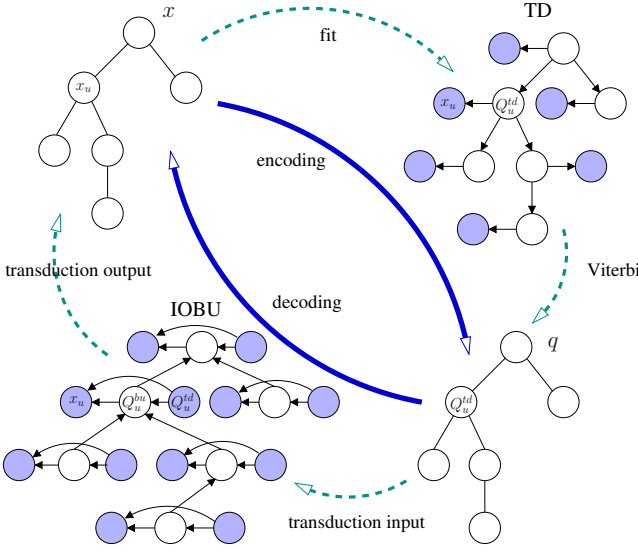 x
TD
fit
x_u
x_u
Q_u^{td}
encoding
transduction output
Viterbi
decoding
IOBU
q
x_u
Q_u^{bu}
Q_u^{td}
Q_u^{td}
transduction input